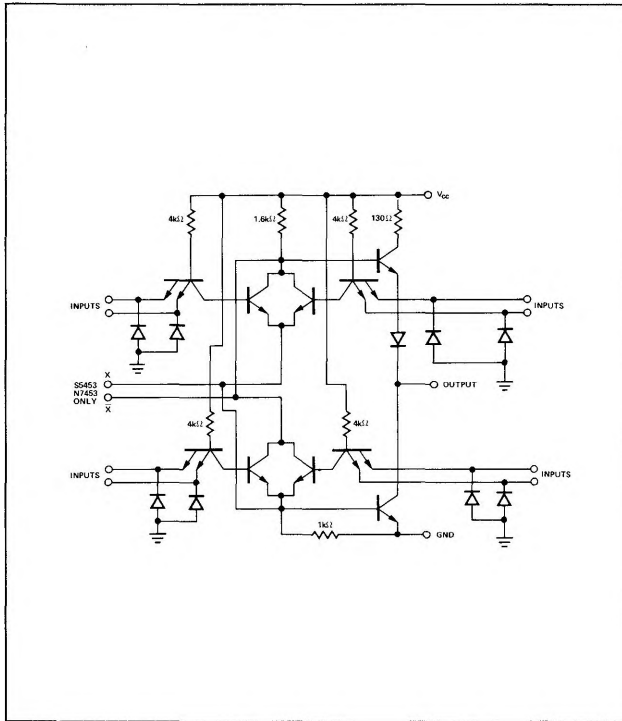 VCC
4kΩ
1.6kΩ
4kΩ
130Ω
INPUTS
INPUTS
X
S5453
N7453
ONLY
X̅
OUTPUT
4kΩ
4kΩ
INPUTS
INPUTS
1kΩ
GND